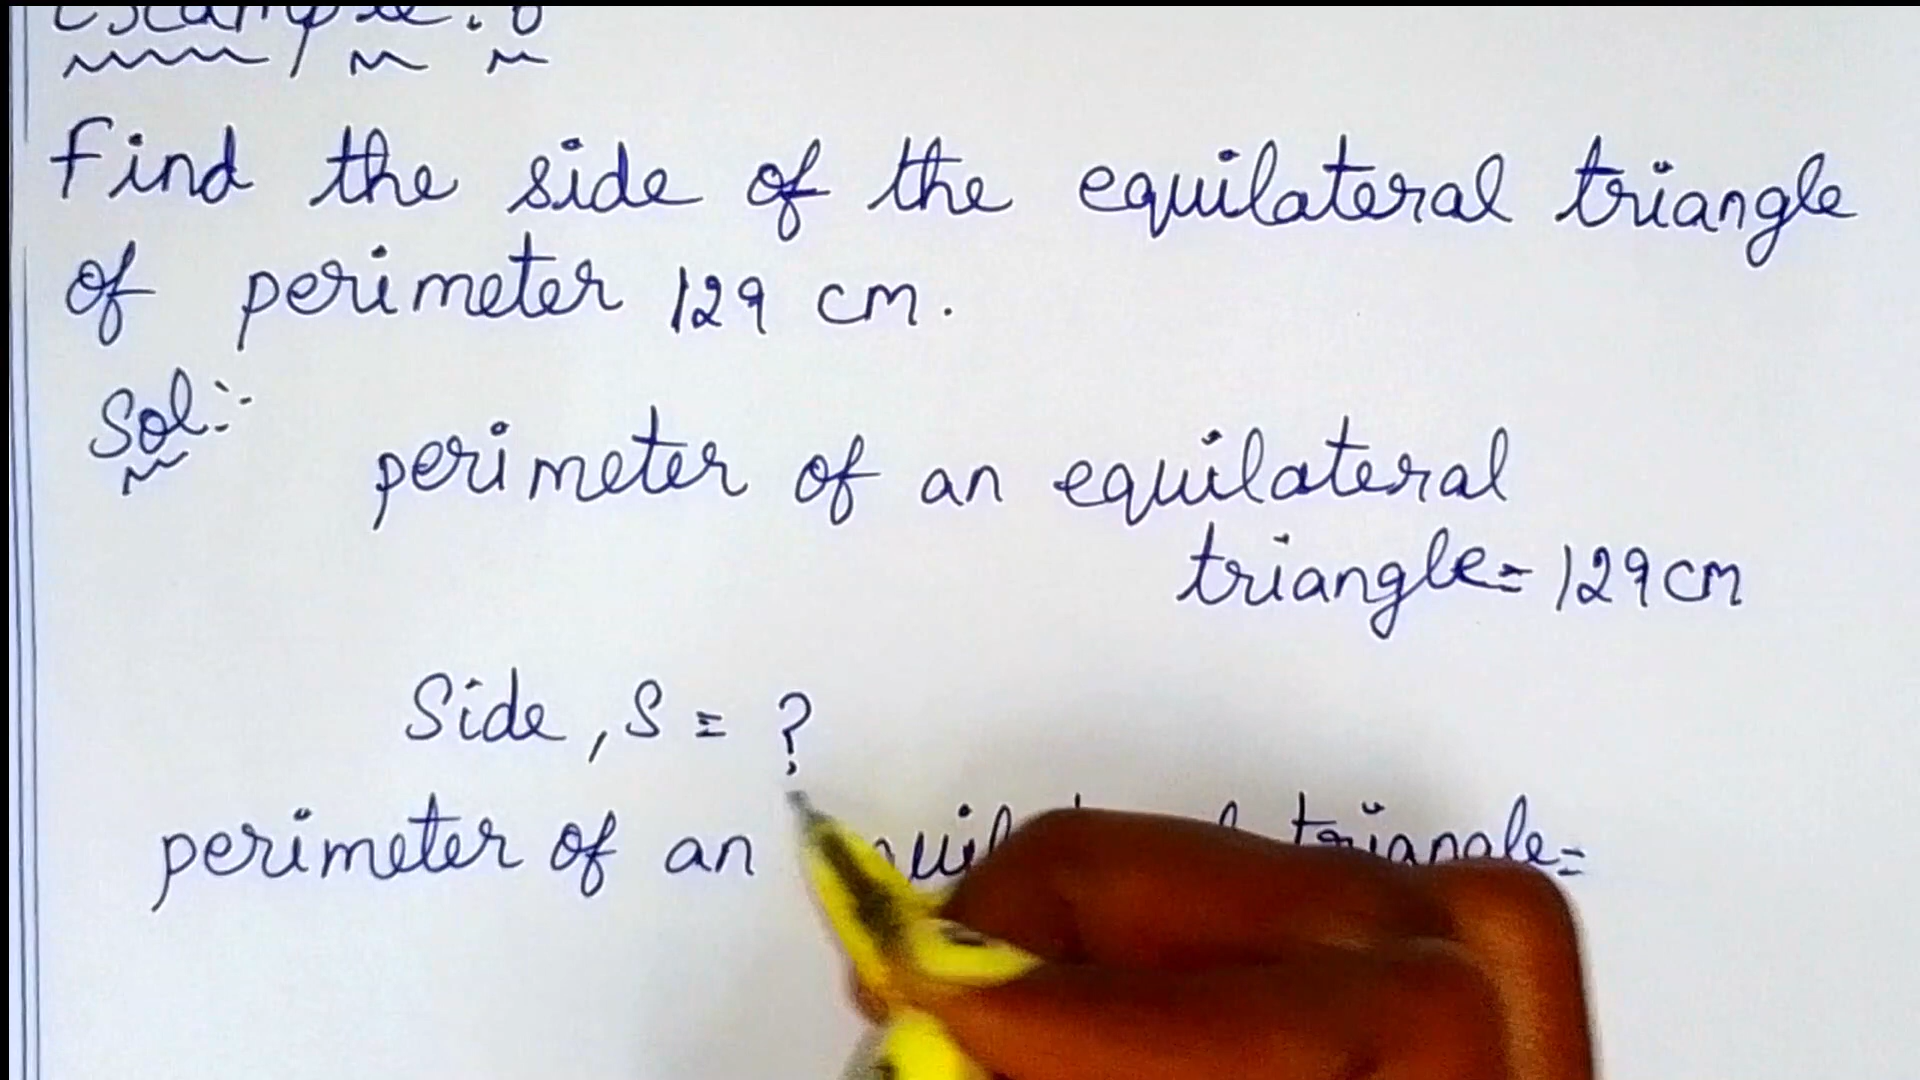 Find the side of the equilateral triangle
of perimeter 129 cm.
Sol:-
perimeter of an equilateral
triangle = 129 cm
Side, S = ?
perimeter of an triangle =